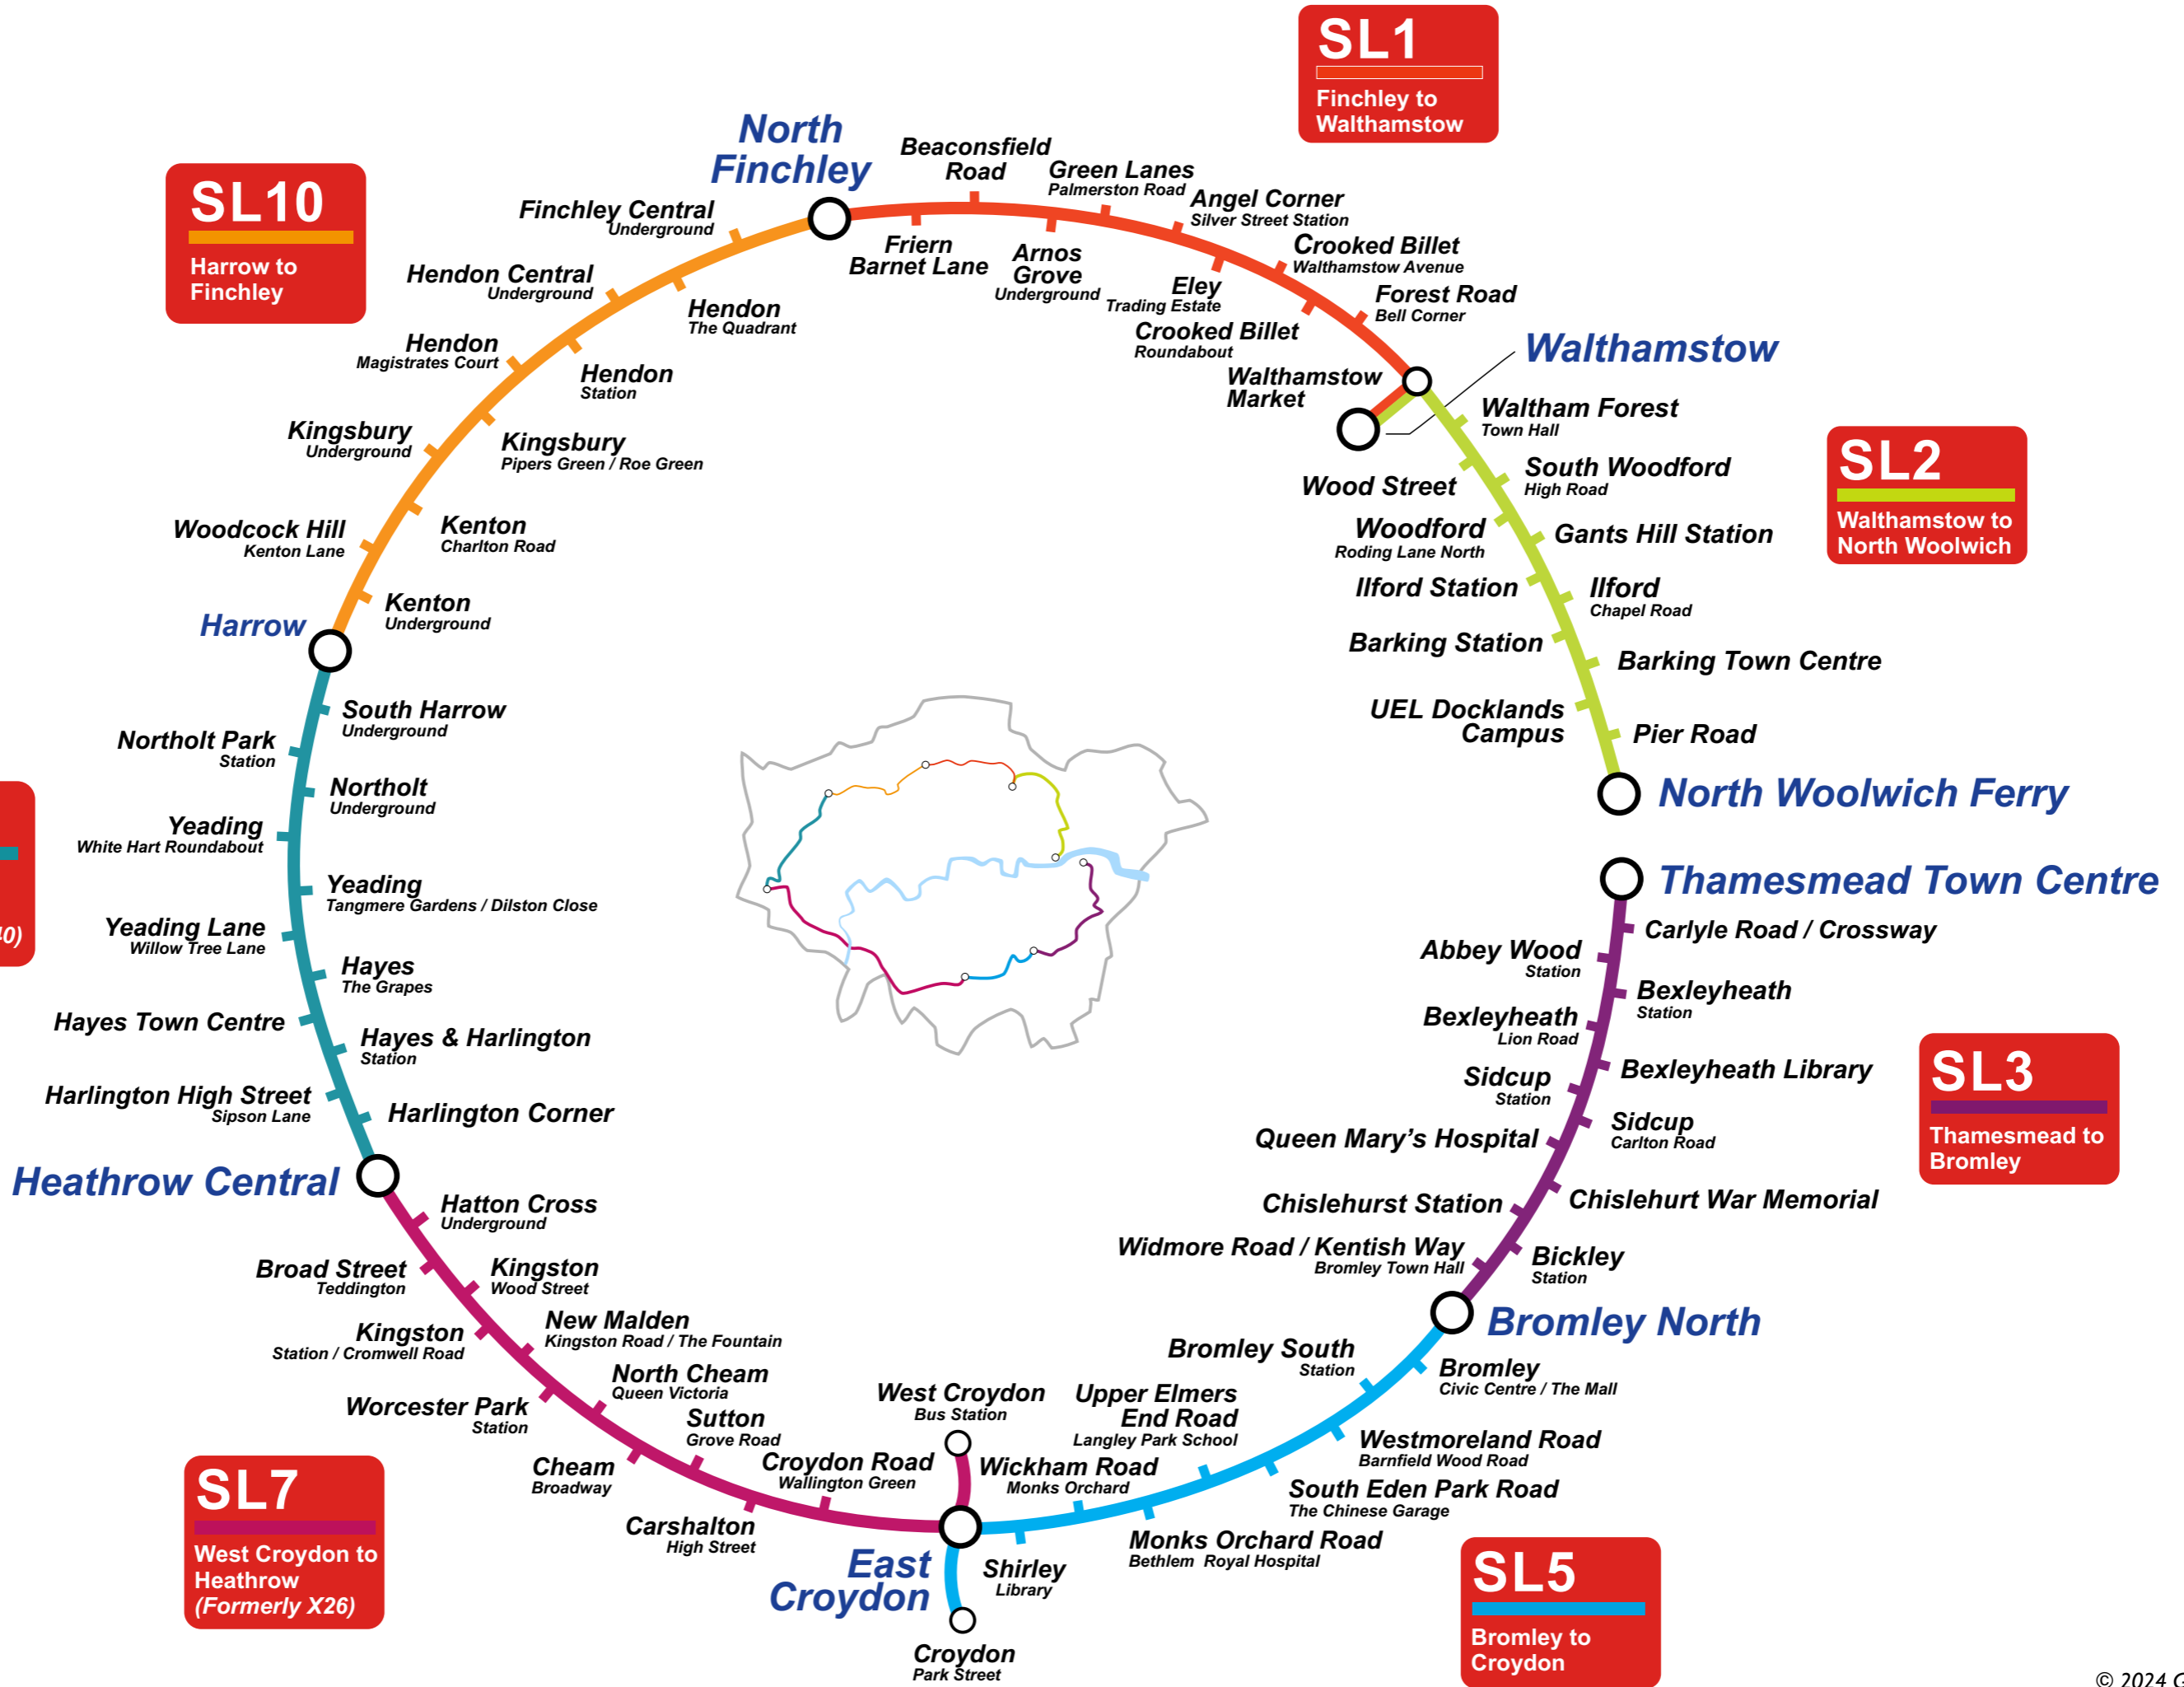 SL1
Finchley to
Walthamstow
SL10
Harrow to
Finchley
North
Finchley
Beaconsfield
Road
Green Lanes
Palmerston Road
Angel Corner
Silver Street Station
Finchley Central
Underground
Friern
Barnet Lane
Arnos
Grove
Underground
Crooked Billet
Walthamstow Avenue
Hendon Central
Underground
Eley
Trading Estate
Forest Road
Bell Corner
Hendon
The Quadrant
Crooked Billet
Roundabout
Hendon
Magistrates Court
Walthamstow
Hendon
Station
Walthamstow
Market
Waltham Forest
Town Hall
Kingsbury
Underground
Kingsbury
Pipers Green / Roe Green
SL2
Walthamstow to
North Woolwich
South Woodford
High Road
Wood Street
Woodcock Hill
Kenton Lane
Kenton
Charlton Road
Woodford
Roding Lane North
Gants Hill Station
Ilford Station
Ilford
Chapel Road
Kenton
Underground
Harrow
Barking Station
Barking Town Centre
South Harrow
Underground
UEL Docklands
Campus
Pier Road
Northolt Park
Station
Northolt
Underground
North Woolwich Ferry
Yeading
White Hart Roundabout
Yeading
Tangmere Gardens / Dilston Close
Thamesmead Town Centre
Yeading Lane
Willow Tree Lane
40)
Carlyle Road / Crossway
Abbey Wood
Station
Hayes
The Grapes
Bexleyheath
Station
Hayes Town Centre
Bexleyheath
Lion Road
Hayes & Harlington
Station
SL3
Thamesmead to
Bromley
Bexleyheath Library
Sidcup
Station
Harlington High Street
Sipson Lane
Harlington Corner
Sidcup
Carlton Road
Queen Mary's Hospital
Heathrow Central
Chislehurt War Memorial
Chislehurst Station
Hatton Cross
Underground
Widmore Road / Kentish Way
Bromley Town Hall
Bickley
Station
Broad Street
Teddington
Kingston
Wood Street
Bromley North
Kingston
Station / Cromwell Road
New Malden
Kingston Road / The Fountain
Bromley South
Station
Bromley
Civic Centre / The Mall
North Cheam
Queen Victoria
Worcester Park
Station
West Croydon
Bus Station
Upper Elmers
End Road
Langley Park School
Sutton
Grove Road
Westmoreland Road
Barnfield Wood Road
Croydon Road
Wallington Green
Wickham Road
Monks Orchard
Cheam
Broadway
South Eden Park Road
The Chinese Garage
SL7
West Croydon to
Heathrow
(Formerly X26)
Carshalton
High Street
Monks Orchard Road
Bethlem Royal Hospital
East
Croydon
Shirley
Library
SL5
Bromley to
Croydon
Croydon
Park Street
© 2024 G